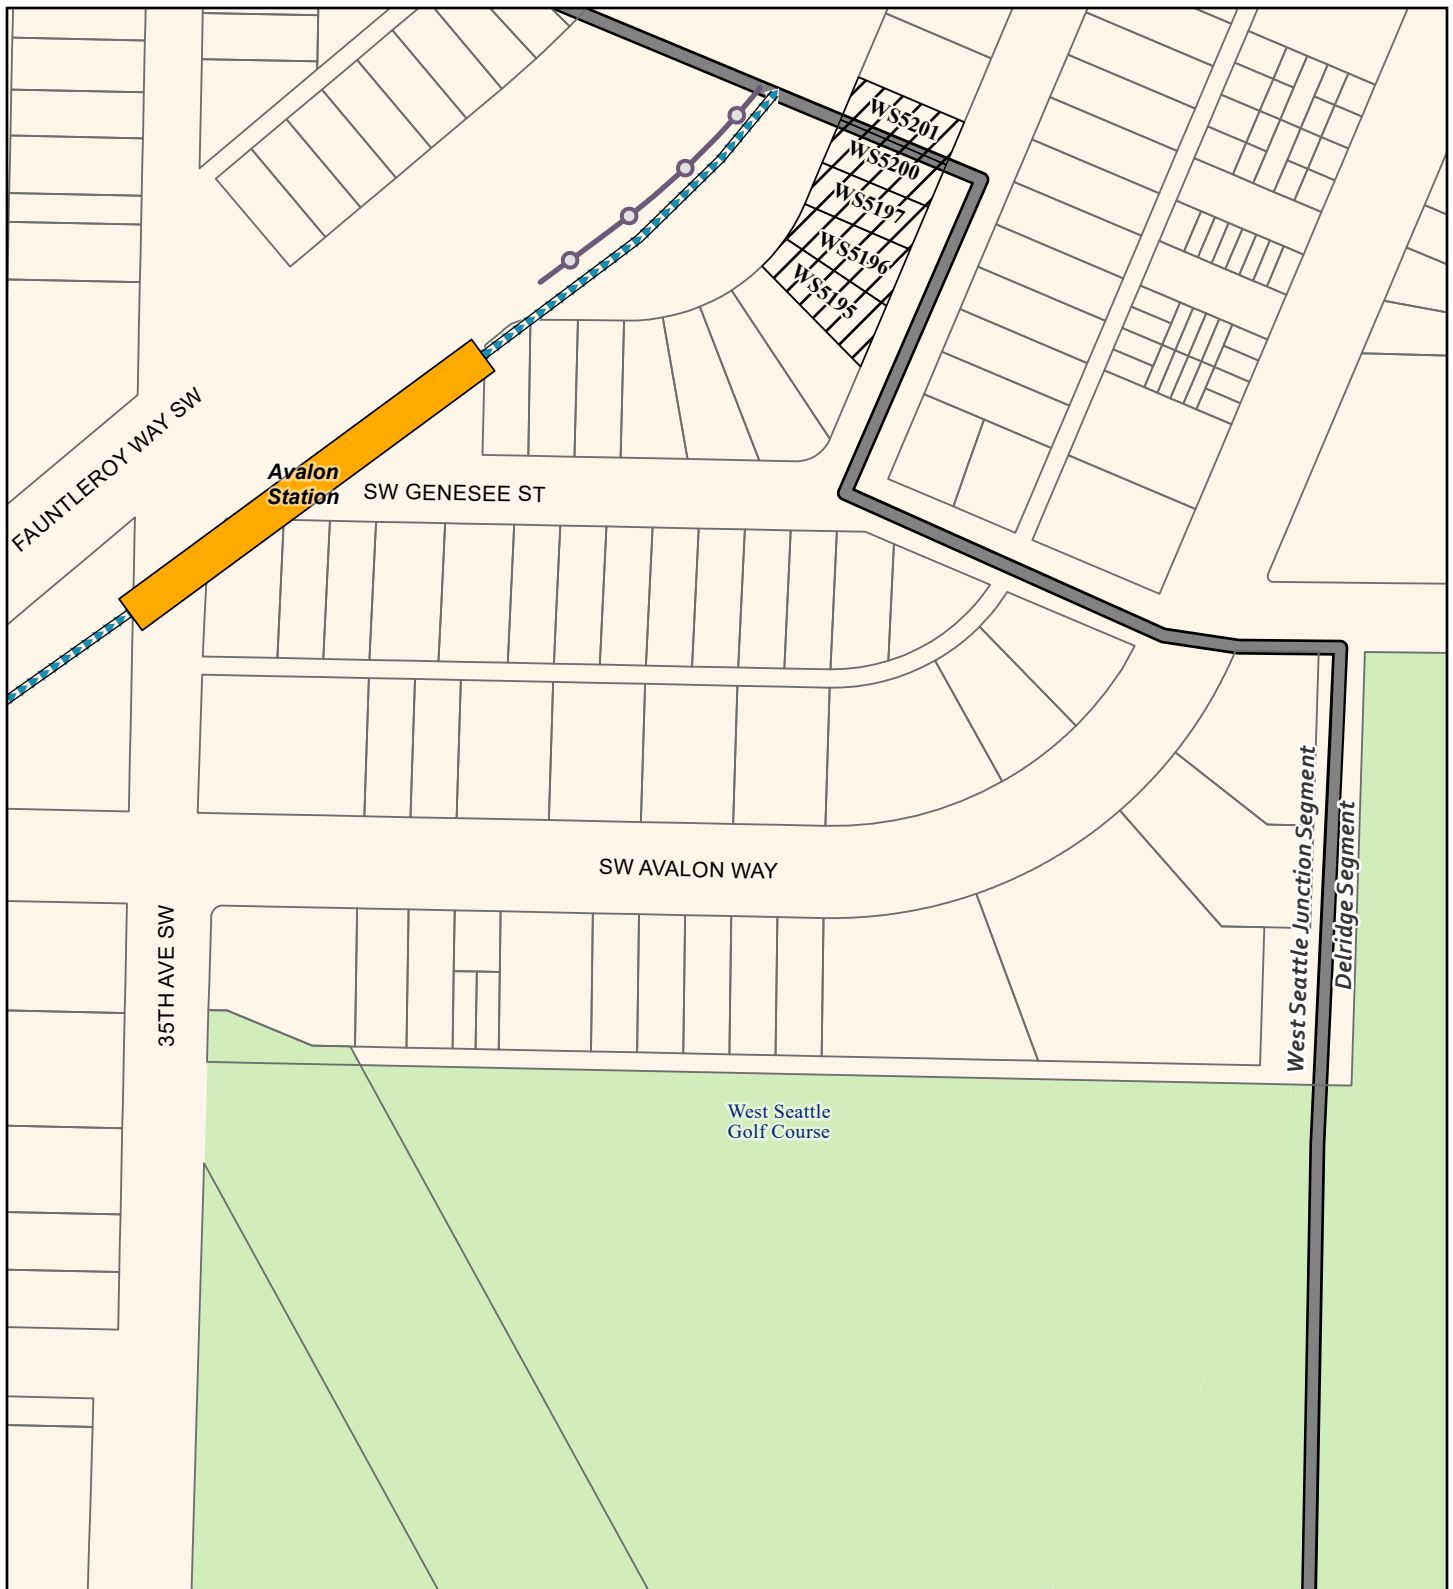 WS5201
WS5200
WS5197
WS5196
WS5195
FAUNTLEROY WAY SW
Avalon
Station
SW GENESEE ST
SW AVALON WAY
West Seattle Junction Segment
Delridge Segment
35TH AVE SW
West Seattle
Golf Course